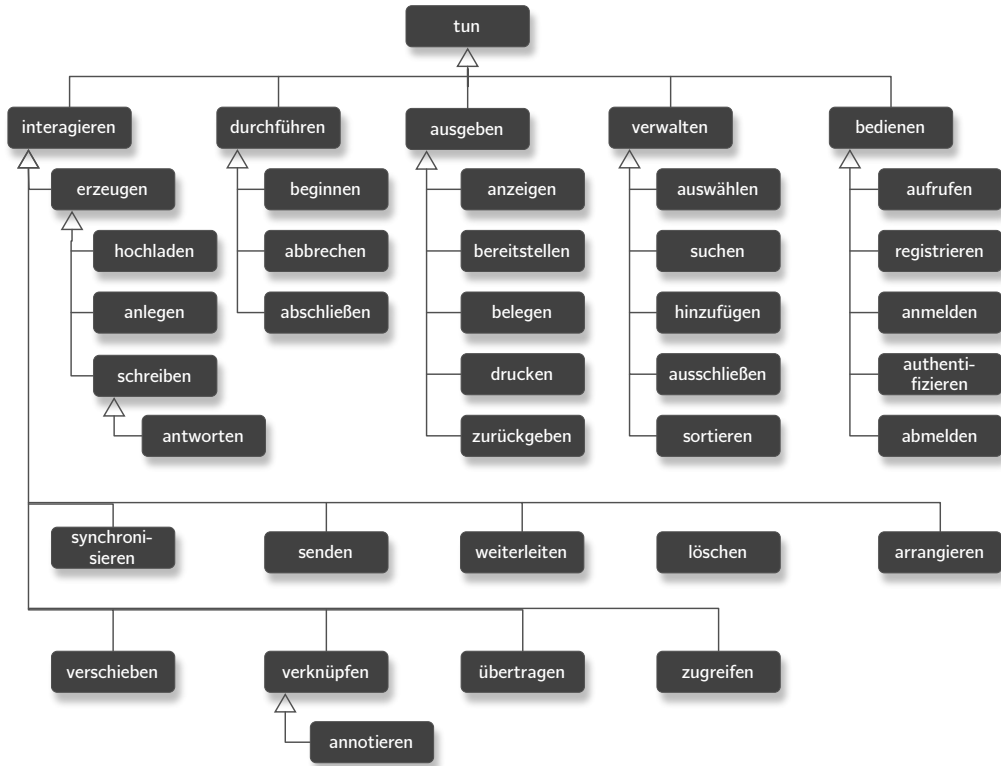 tun
interagieren
durchführen
ausgeben
verwalten
bedienen
erzeugen
beginnen
anzeigen
auswählen
aufrufen
hochladen
abbrechen
bereitstellen
suchen
registrieren
anlegen
abschließen
belegen
hinzufügen
anmelden
schreiben
drucken
ausschließen
authenti-
fizieren
antworten
zurückgeben
sortieren
abmelden
synchroni-
sieren
senden
weiterleiten
löschen
arrangieren
verschieben
verknüpfen
übertragen
zugreifen
annotieren